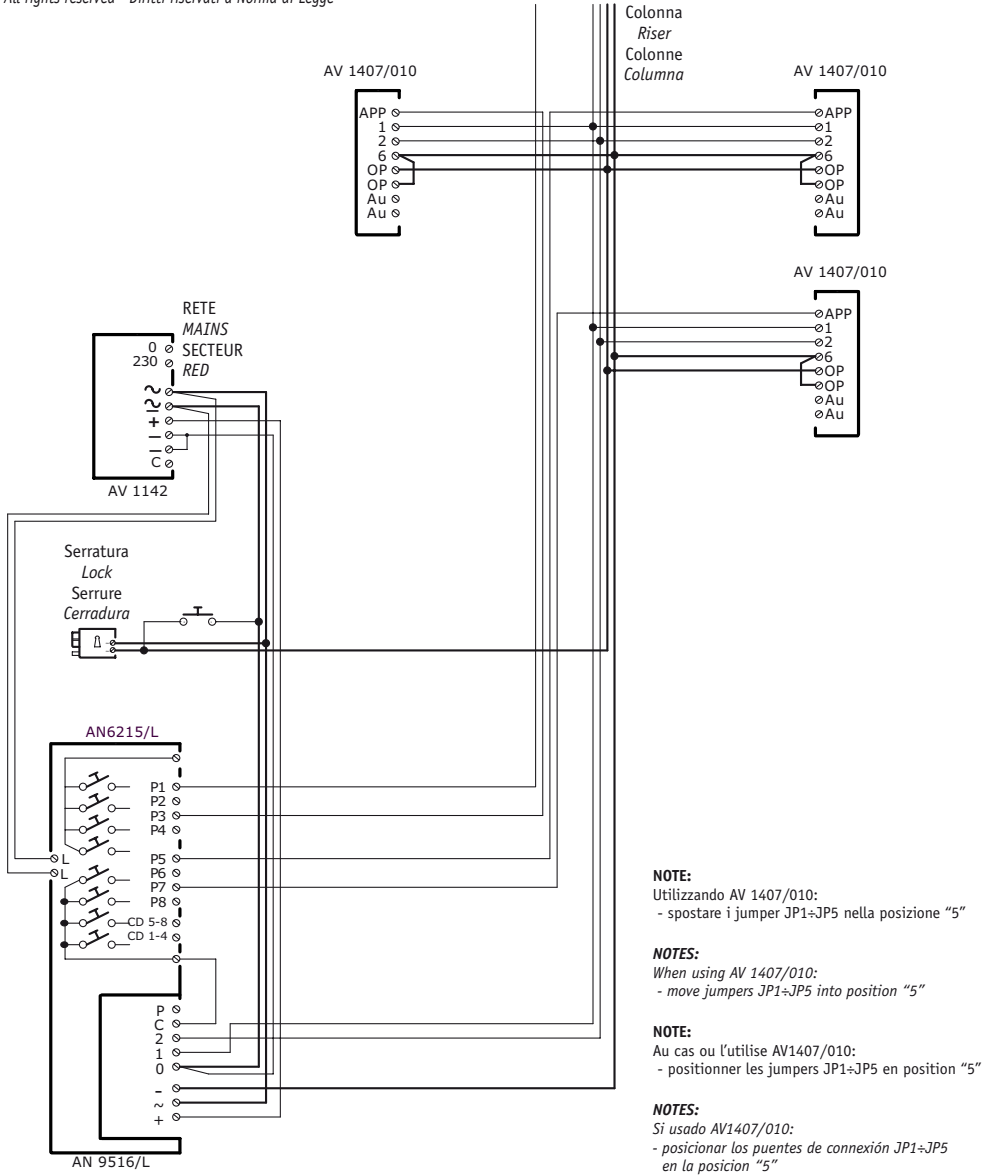 All rights reserved - Diritti riservati a Norma di Legge
Colonna
Riser
Colonne
Columna
AV 1407/010
APP
1
2
6
OP
OP
Au
Au
AV 1407/010
APP
1
2
6
OP
OP
Au
Au
AV 1407/010
APP
1
2
6
OP
OP
Au
Au
RETE
MAINS
SECTEUR
RED
0
230
~
~
+
–
–
C
AV 1142
Serratura
Lock
Serrure
Cerradura
AN6215/L
P1
P2
P3
P4
L
P5
L
P6
P7
P8
CD 5-8
CD 1-4
P
C
2
1
0
-
~
+
AN 9516/L
NOTE:
Utilizzando AV 1407/010:
- spostare i jumper JP1÷JP5 nella posizione “5”
NOTES:
When using AV 1407/010:
- move jumpers JP1÷JP5 into position “5”
NOTE:
Au cas ou l’utilise AV1407/010:
- positionner les jumpers JP1÷JP5 en position “5”
NOTES:
Si usado AV1407/010:
- posicionar los puentes de connexión JP1÷JP5
en la posicion “5”